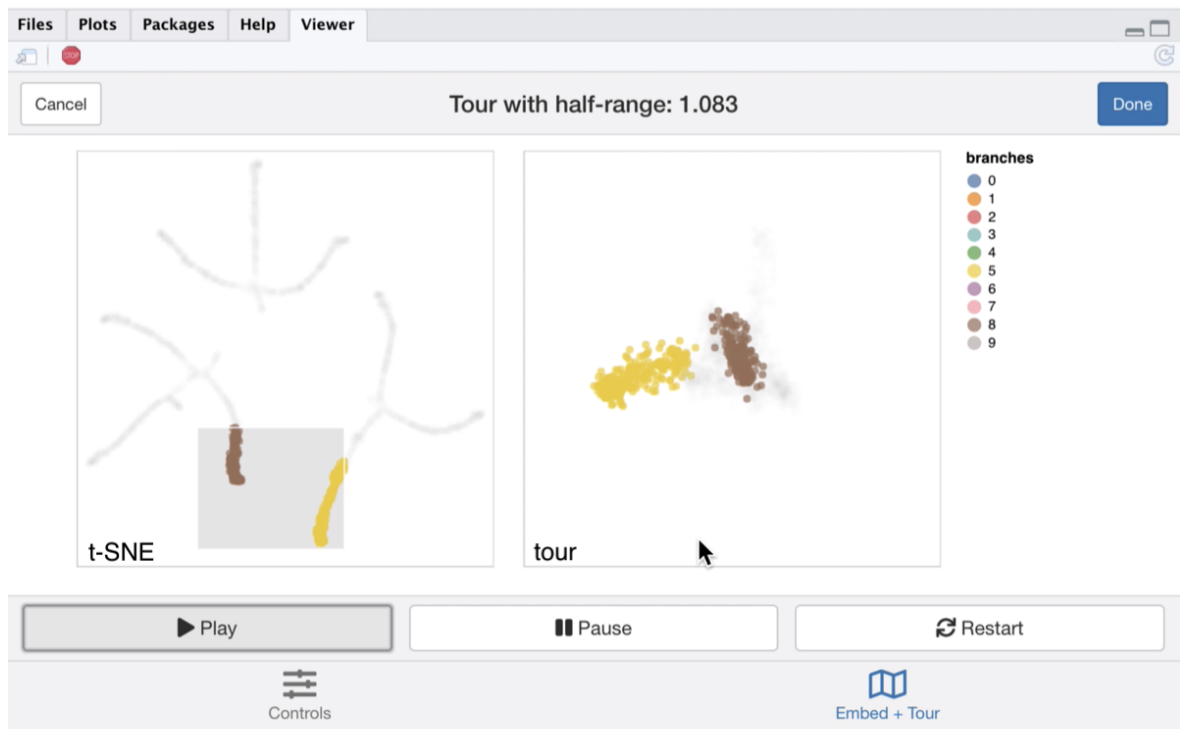 Files Plots Packages Help Viewer
STOP
Cancel Tour with half-range: 1.083 Done
branches
0
1
2
3
4
5
6
7
8
9
t-SNE tour
Play Pause Restart
Controls Embed + Tour